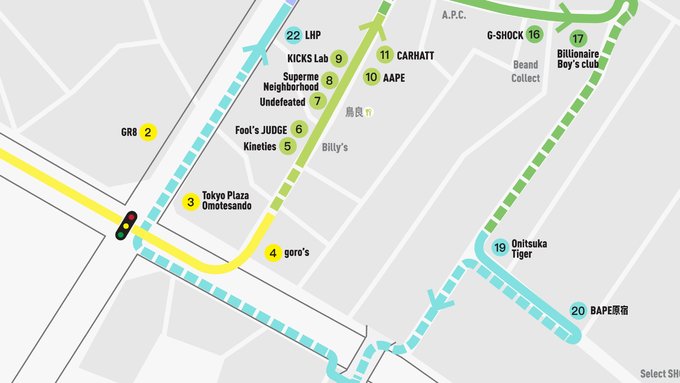 A.P.C.
22 LHP
G-SHOCK 16
17
Billionaire
Boy's club
KICKS Lab 9
11 CARHATT
Beand
Collect
Superme
Neighborhood 8
10 AAPE
Undefeated 7
鳥良
GR8 2
Fool's JUDGE 6
Kineties 5
Billy's
3 Tokyo Plaza
Omotesando
4 goro's
19 Onitsuka
Tiger
20 BAPE原宿
Select SH